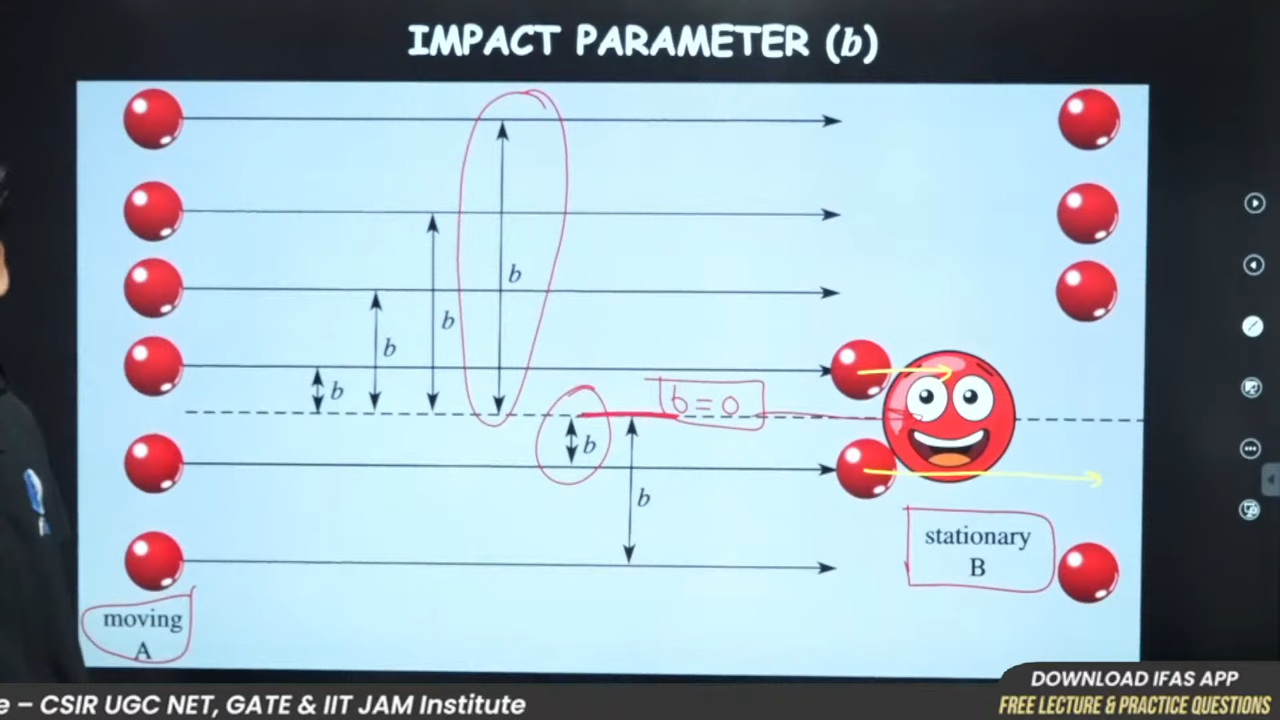 IMPACT PARAMETER (b)
b
b
b
b
b = 0
b
b
stationary
B
moving
A
DOWNLOAD IFAS APP
e – CSIR UGC NET, GATE & IIT JAM Institute
FREE LECTURE & PRACTICE QUESTIONS